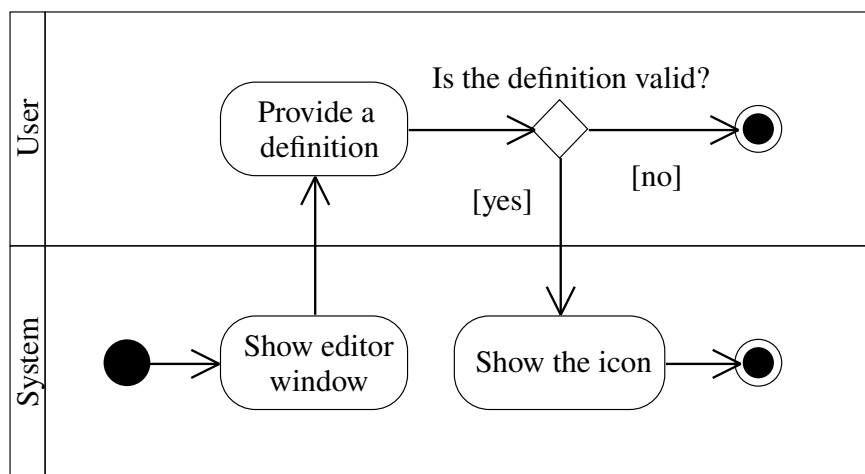 User
Is the definition valid?
Provide a
definition
[yes]
[no]
System
Show editor
window
Show the icon